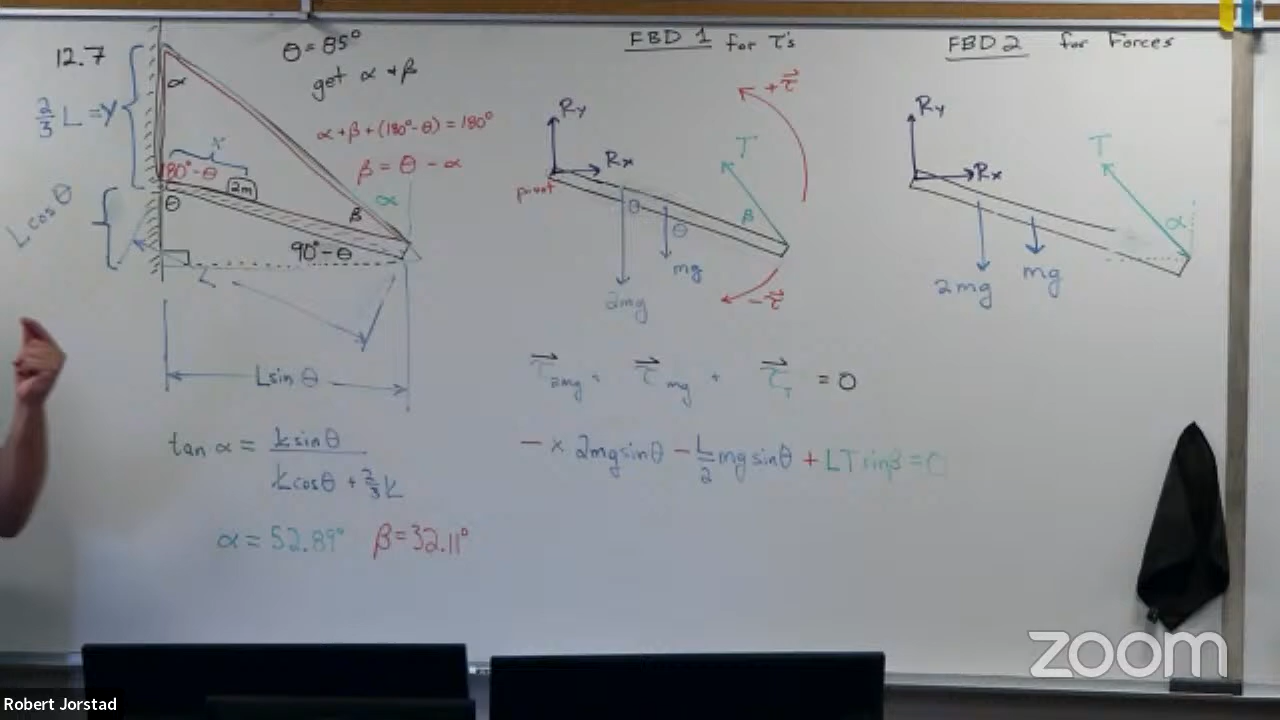 12.7
θ = 85°
get α + β
2/3 L = y
α
α + β + (180° - θ) = 180°
β = θ - α
x
180° - θ
2m
α
β
θ
L cos θ
90° - θ
L
L sin θ
tan α = L sin θ / L cos θ + 2/3 L
α = 52.89° β = 32.11°
FBD 1 for τ's
+τ
Ry
Rx
T
pivot
θ
β
θ
mg
2mg
-τ
τ2mg + τmg + τT = 0
- x 2mg sin θ - L/2 mg sin θ + LT sin β = 0
FBD 2 for Forces
Ry
Rx
T
α
2mg
mg
zoom
Robert Jorstad